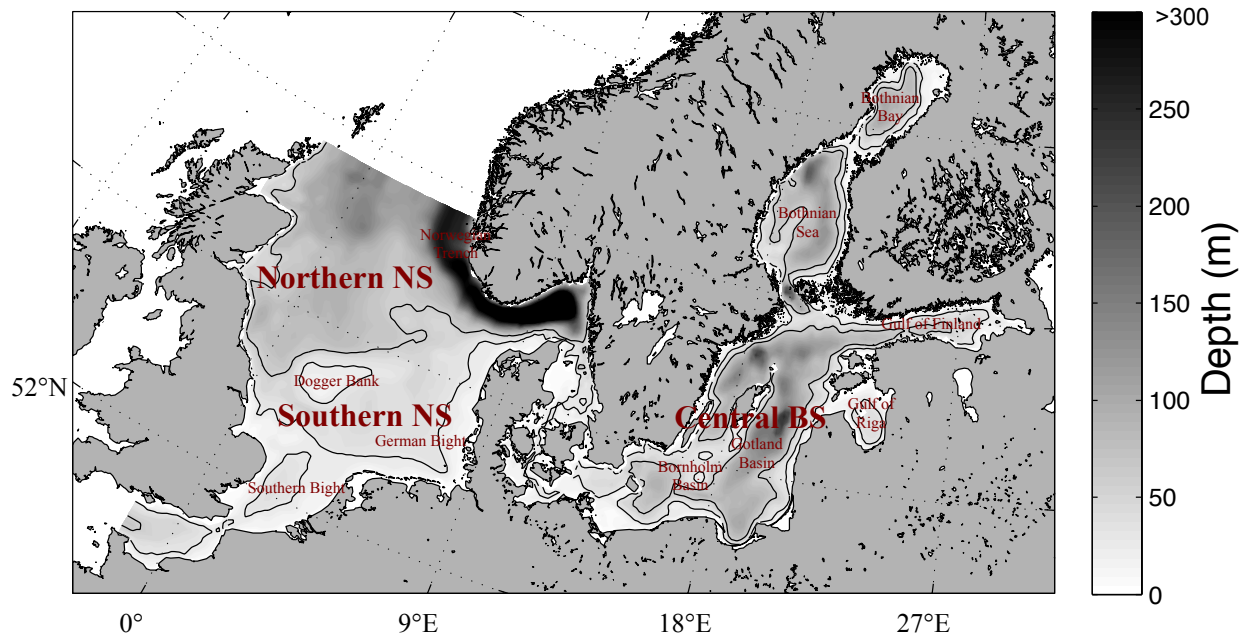 >300
250
200
150
100
50
0
Depth (m)
Bothnian
Bay
Bothnian
Sea
Norwegian
Trench
Northern NS
Gulf of Finland
Dogger Bank
52°N
Southern NS
German Bight
Central BS
Gulf of
Riga
Gotland
Basin
Bornholm
Basin
Southern Bight
0°
9°E
18°E
27°E